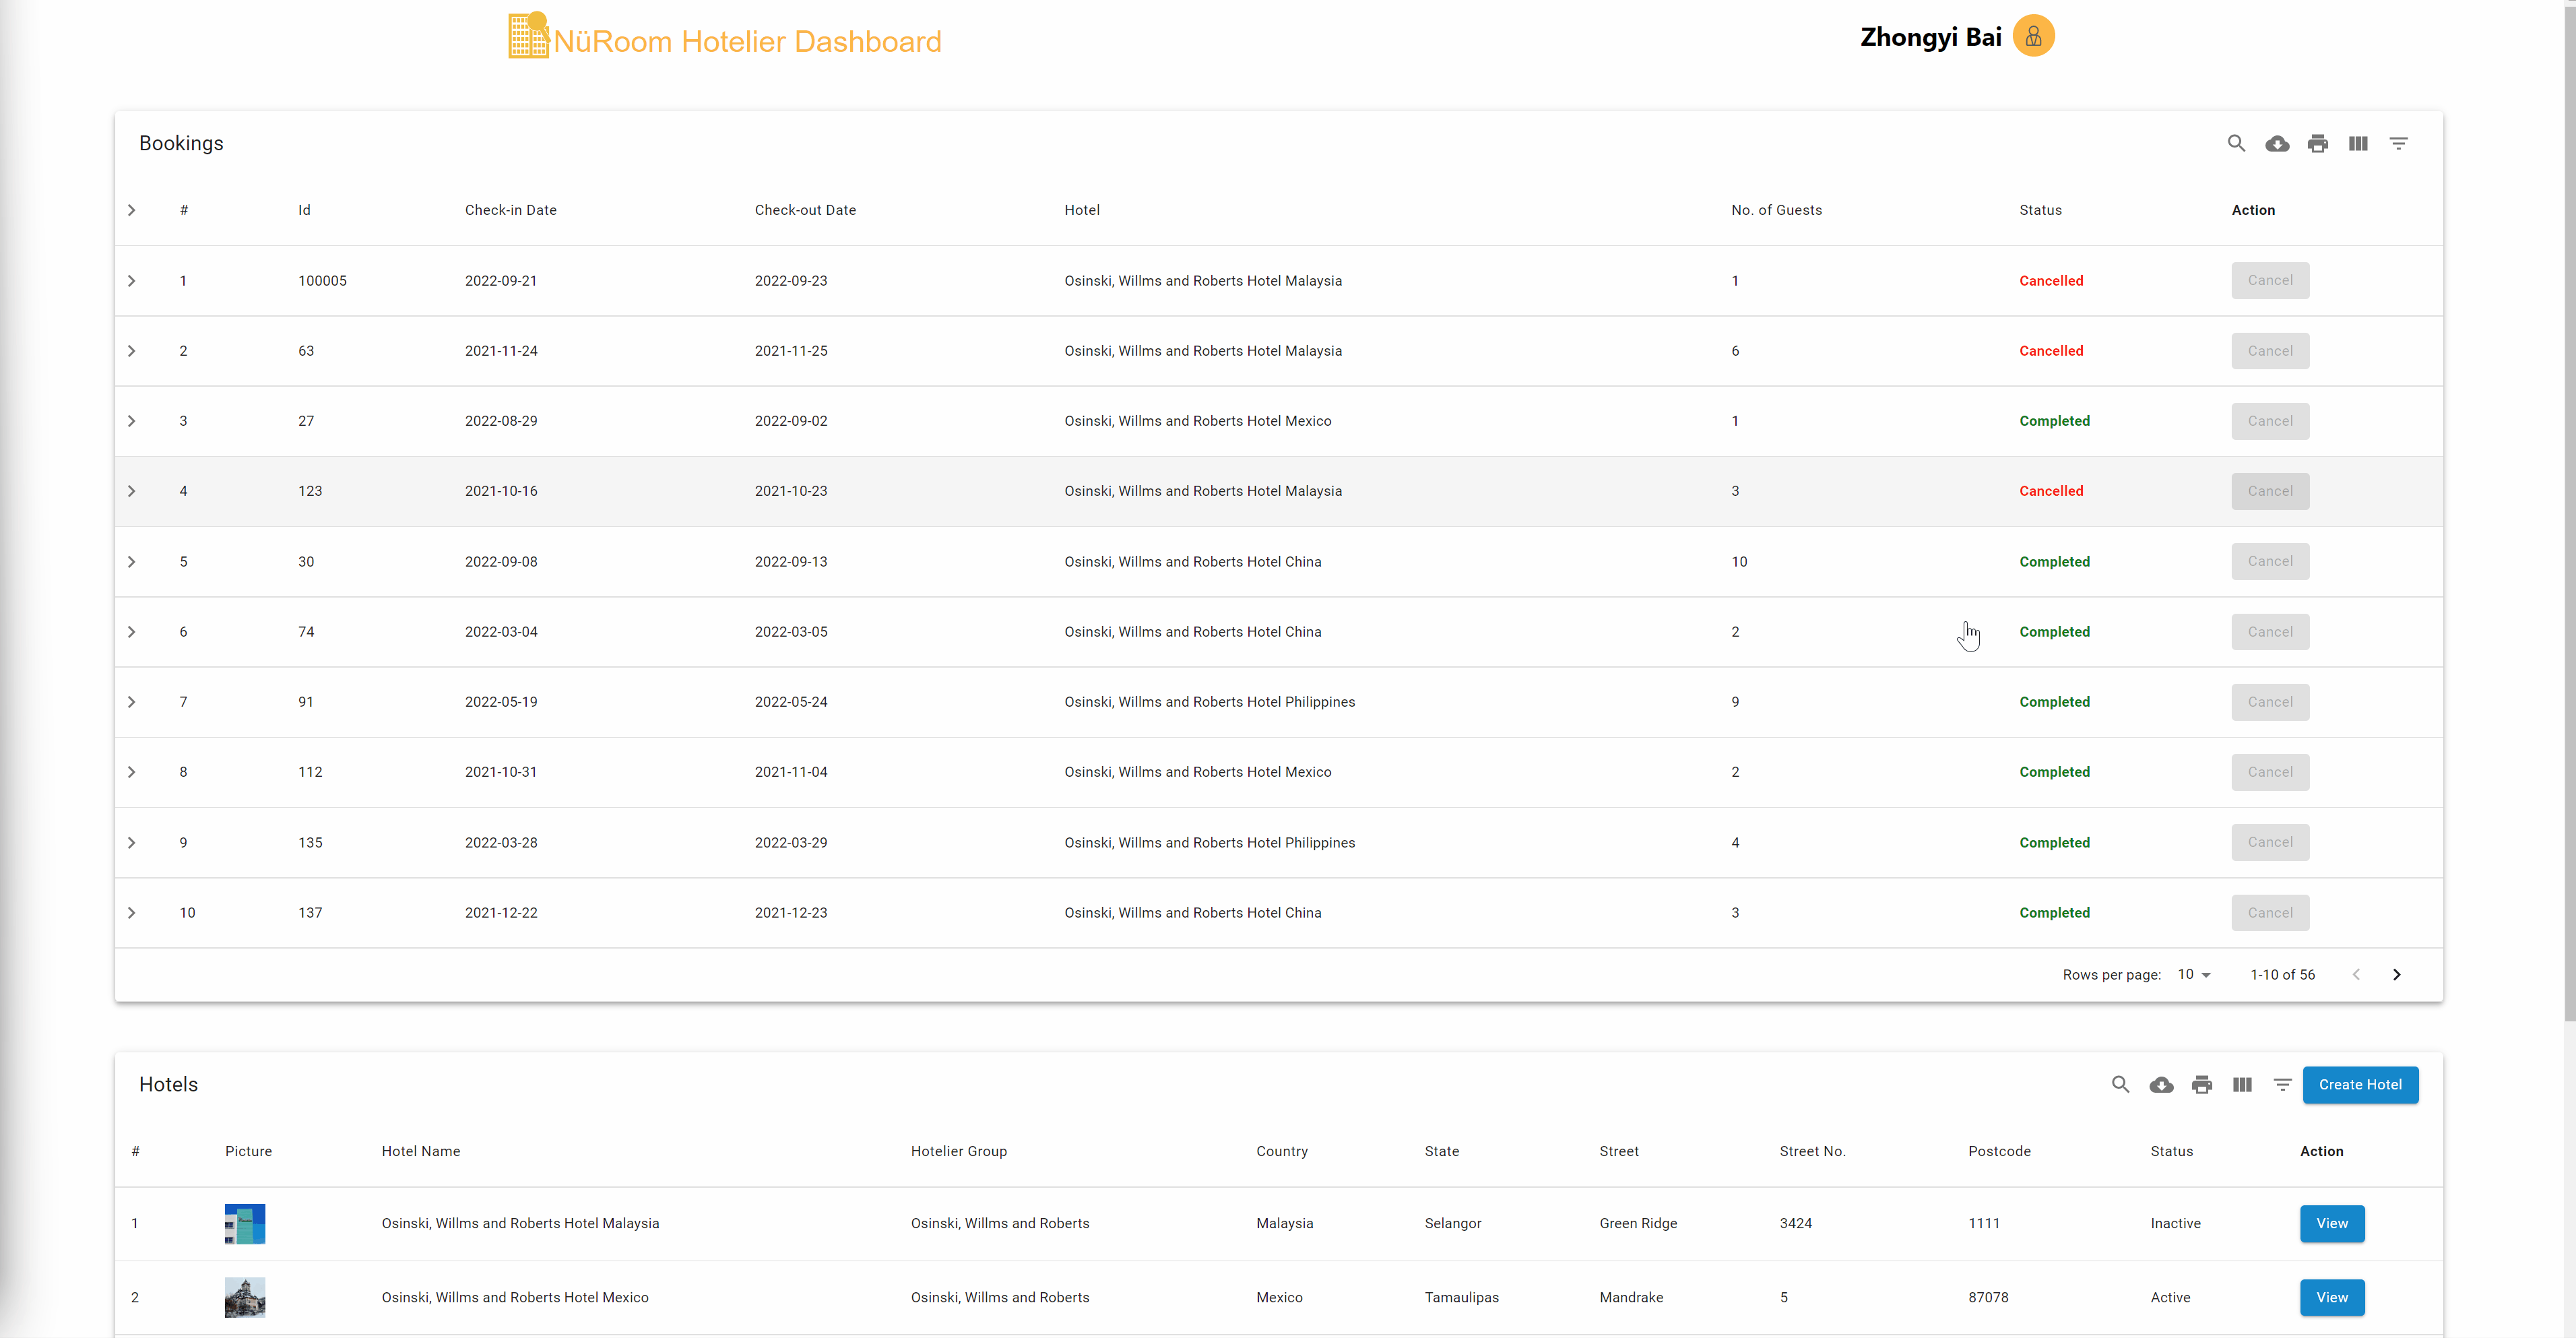 NüRoom Hotelier Dashboard
Zhongyi Bai
Bookings
# Id Check-in Date Check-out Date Hotel No. of Guests Status Action
1 100005 2022-09-21 2022-09-23 Osinski, Willms and Roberts Hotel Malaysia 1 Cancelled Cancel
2 63 2021-11-24 2021-11-25 Osinski, Willms and Roberts Hotel Malaysia 6 Cancelled Cancel
3 27 2022-08-29 2022-09-02 Osinski, Willms and Roberts Hotel Mexico 1 Completed Cancel
4 123 2021-10-16 2021-10-23 Osinski, Willms and Roberts Hotel Malaysia 3 Cancelled Cancel
5 30 2022-09-08 2022-09-13 Osinski, Willms and Roberts Hotel China 10 Completed Cancel
6 74 2022-03-04 2022-03-05 Osinski, Willms and Roberts Hotel China 2 Completed Cancel
7 91 2022-05-19 2022-05-24 Osinski, Willms and Roberts Hotel Philippines 9 Completed Cancel
8 112 2021-10-31 2021-11-04 Osinski, Willms and Roberts Hotel Mexico 2 Completed Cancel
9 135 2022-03-28 2022-03-29 Osinski, Willms and Roberts Hotel Philippines 4 Completed Cancel
10 137 2021-12-22 2021-12-23 Osinski, Willms and Roberts Hotel China 3 Completed Cancel
Rows per page: 10 1-10 of 56
Hotels Create Hotel
# Picture Hotel Name Hotelier Group Country State Street Street No. Postcode Status Action
1 Osinski, Willms and Roberts Hotel Malaysia Osinski, Willms and Roberts Malaysia Selangor Green Ridge 3424 1111 Inactive View
2 Osinski, Willms and Roberts Hotel Mexico Osinski, Willms and Roberts Mexico Tamaulipas Mandrake 5 87078 Active View